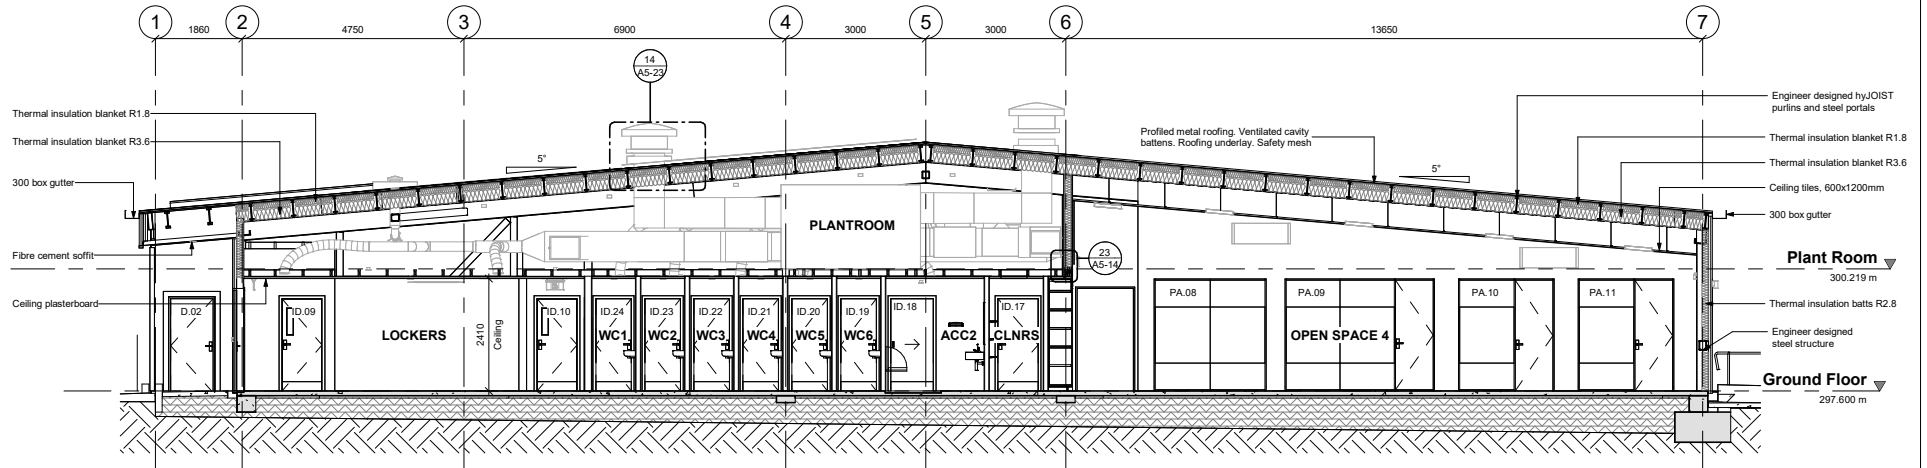 1 2 3 4 5 6 7
1860 4750 6900 3000 3000 13650
14
A5-23
Thermal insulation blanket R1.8
Thermal insulation blanket R3.6
300 box gutter
Fibre cement soffit
Ceiling plasterboard
5°
Profiled metal roofing. Ventilated cavity
battens. Roofing underlay. Safety mesh
5°
Engineer designed hyJOIST
purlins and steel portals
Thermal insulation blanket R1.8
Thermal insulation blanket R3.6
Ceiling tiles, 600x1200mm
300 box gutter
PLANTROOM
23
A5-14
Plant Room
300.219 m
Thermal insulation batts R2.8
Engineer designed
steel structure
Ground Floor
297.600 m
D.02 ID.09 ID.10 ID.24 ID.23 ID.22 ID.21 ID.20 ID.19 ID.18 ID.17
PA.08 PA.09 PA.10 PA.11
LOCKERS
2410
Ceiling
WC1 WC2 WC3 WC4 WC5 WC6 ACC2 CLNRS
OPEN SPACE 4